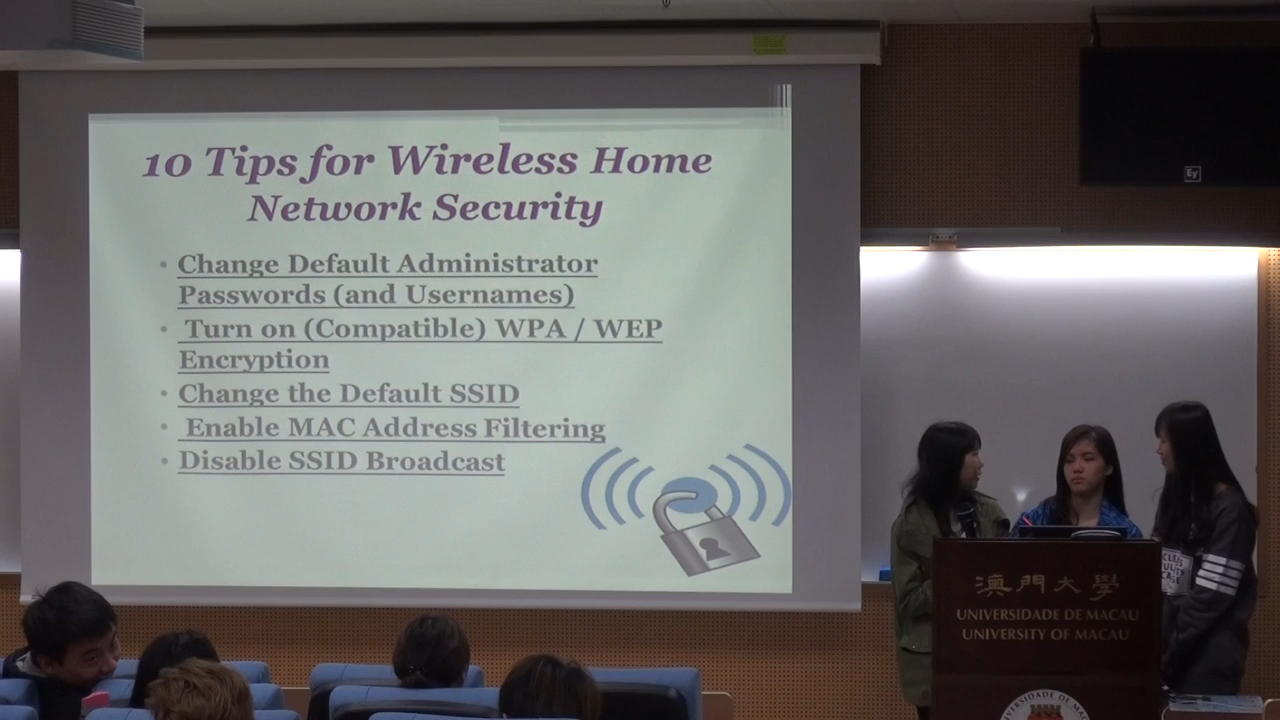 10 Tips for Wireless Home
Network Security
• Change Default Administrator
Passwords (and Usernames)
• Turn on (Compatible) WPA / WEP
Encryption
• Change the Default SSID
• Enable MAC Address Filtering
• Disable SSID Broadcast
EV
澳門大學
UNIVERSIDADE DE MACAU
UNIVERSITY OF MACAU